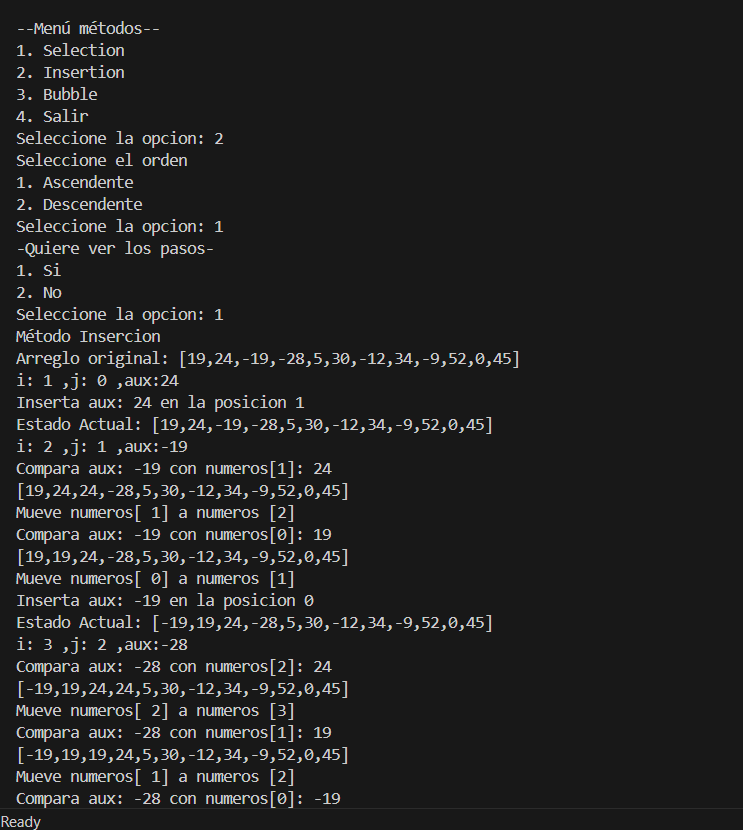 --Menú métodos--
1. Selection
2. Insertion
3. Bubble
4. Salir
Seleccione la opcion: 2
Seleccione el orden
1. Ascendente
2. Descendente
Seleccione la opcion: 1
-Quiere ver los pasos-
1. Si
2. No
Seleccione la opcion: 1
Método Insercion
Arreglo original: [19,24,-19,-28,5,30,-12,34,-9,52,0,45]
i: 1 ,j: 0 ,aux:24
Inserta aux: 24 en la posicion 1
Estado Actual: [19,24,-19,-28,5,30,-12,34,-9,52,0,45]
i: 2 ,j: 1 ,aux:-19
Compara aux: -19 con numeros[1]: 24
[19,24,24,-28,5,30,-12,34,-9,52,0,45]
Mueve numeros[ 1] a numeros [2]
Compara aux: -19 con numeros[0]: 19
[19,19,24,-28,5,30,-12,34,-9,52,0,45]
Mueve numeros[ 0] a numeros [1]
Inserta aux: -19 en la posicion 0
Estado Actual: [-19,19,24,-28,5,30,-12,34,-9,52,0,45]
i: 3 ,j: 2 ,aux:-28
Compara aux: -28 con numeros[2]: 24
[-19,19,24,24,5,30,-12,34,-9,52,0,45]
Mueve numeros[ 2] a numeros [3]
Compara aux: -28 con numeros[1]: 19
[-19,19,19,24,5,30,-12,34,-9,52,0,45]
Mueve numeros[ 1] a numeros [2]
Compara aux: -28 con numeros[0]: -19
Ready